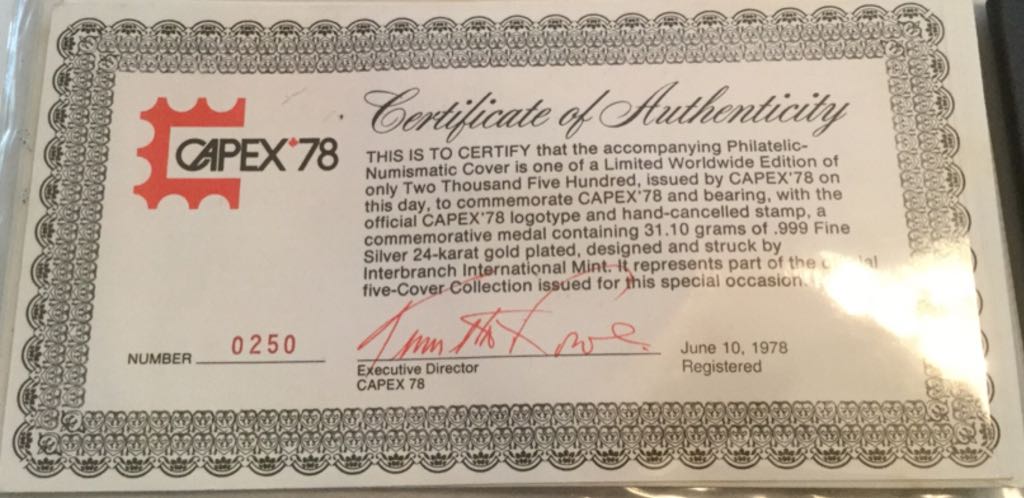 Certificate of Authenticity
CAPEX'78
THIS IS TO CERTIFY that the accompanying Philatelic-
Numismatic Cover is one of a Limited Worldwide Edition of
only Two Thousand Five Hundred, issued by CAPEX'78 on
this day, to commemorate CAPEX'78 and bearing, with the
official CAPEX'78 logotype and hand-cancelled stamp, a
commemorative medal containing 31.10 grams of .999 Fine
Silver 24-karat gold plated, designed and struck by
Interbranch International Mint. It represents part of the
five-Cover Collection issued for this special occasion.
NUMBER 0250
Executive Director
CAPEX 78
June 10, 1978
Registered